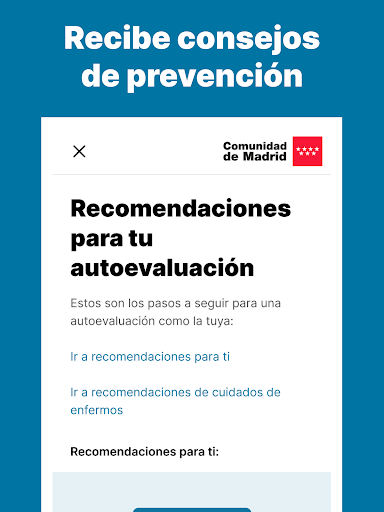 Recibe consejos
de prevención
Comunidad
de Madrid
Recomendaciones
para tu
autoevaluación
Estos son los pasos a seguir para una
autoevaluación como la tuya:
Ir a recomendaciones para ti
Ir a recomendaciones de cuidados de
enfermos
Recomendaciones para ti: